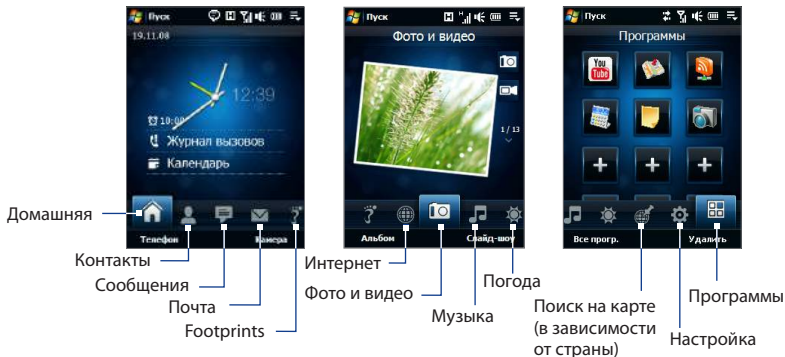 Пуск
19.11.08
12:39
10:00
Журнал вызовов
Календарь
Телефон
Камера
Домашняя
Контакты
Сообщения
Почта
Footprints
Пуск
Фото и видео
1 / 13
Альбом
Слайд-шоу
Интернет
Фото и видео
Музыка
Погода
Пуск
Программы
You Tube
Все прогр.
Удалить
Поиск на карте
(в зависимости
от страны)
Настройка
Программы